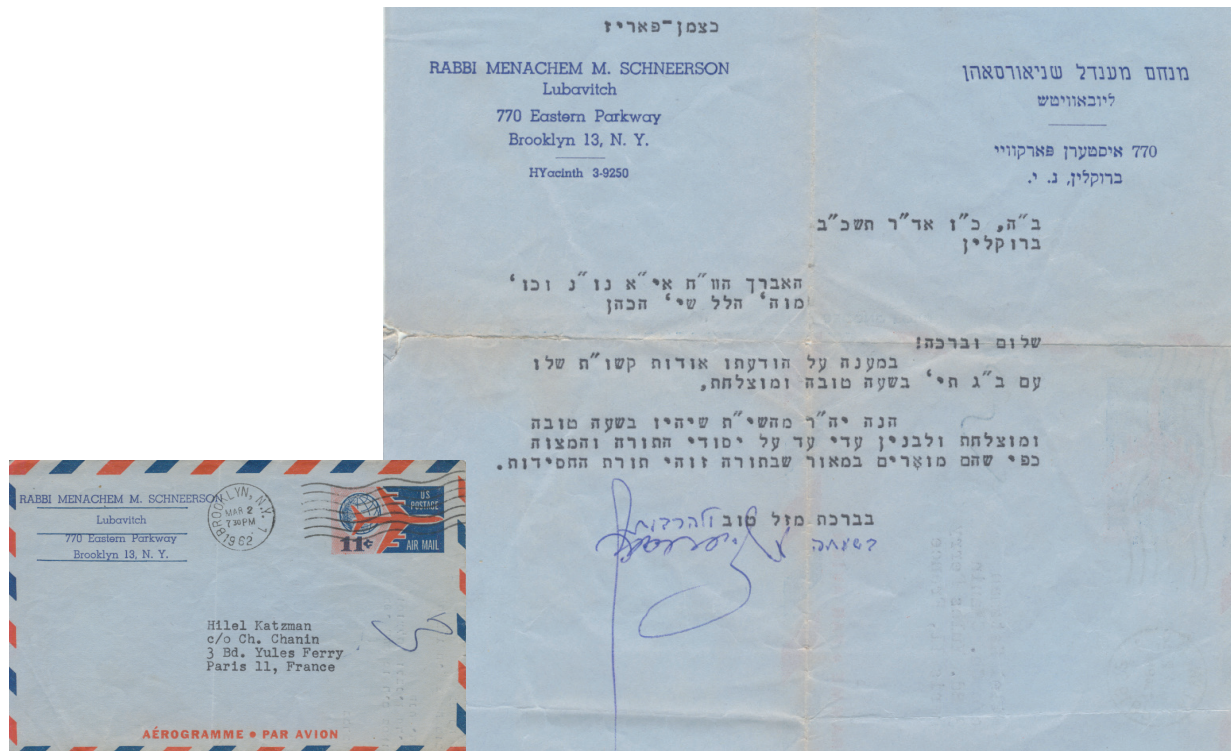 כצמן-פאריז
RABBI MENACHEM M. SCHNEERSON
Lubavitch
770 Eastern Parkway
Brooklyn 13, N. Y.
HYacinth 3-9250
מנחם מענדל שניאורסאהן
ליובאוויטש
770 איסטערן פארקוויי
ברוקלין, נ. י.
ב"ה, כ"ו אד"ר תשכ"ב
ברוקלין
האברך הוו"ח אי"א נו"נ וכו'
מוה' הלל שי' הכהן
שלום וברכה!
במענה על הודעתו אודות קשו"ת שלו
עם ב"ג תי' בשעה טובה ומוצלחת,
הנה יה"ר מהשי"ת שיהיו בשעה טובה
ומוצלחת ולבנין עדי עד על יסודי התורה והמצוה
כפי שהם מוארים במאור שבתורה זוהי תורת החסידות.
בברכת מזל טוב ולהרבות
בשמחה
RABBI MENACHEM M. SCHNEERSON
Lubavitch
770 Eastern Parkway
Brooklyn 13, N. Y.
BROOKLYN, N.Y. 1
MAR 2
7 30 PM
1962
US
POSTAGE
11¢
AIR MAIL
Hilel Katzman
c/o Ch. Chanin
3 Bd. Yules Ferry
Paris 11, France
AÉROGRAMME • PAR AVION